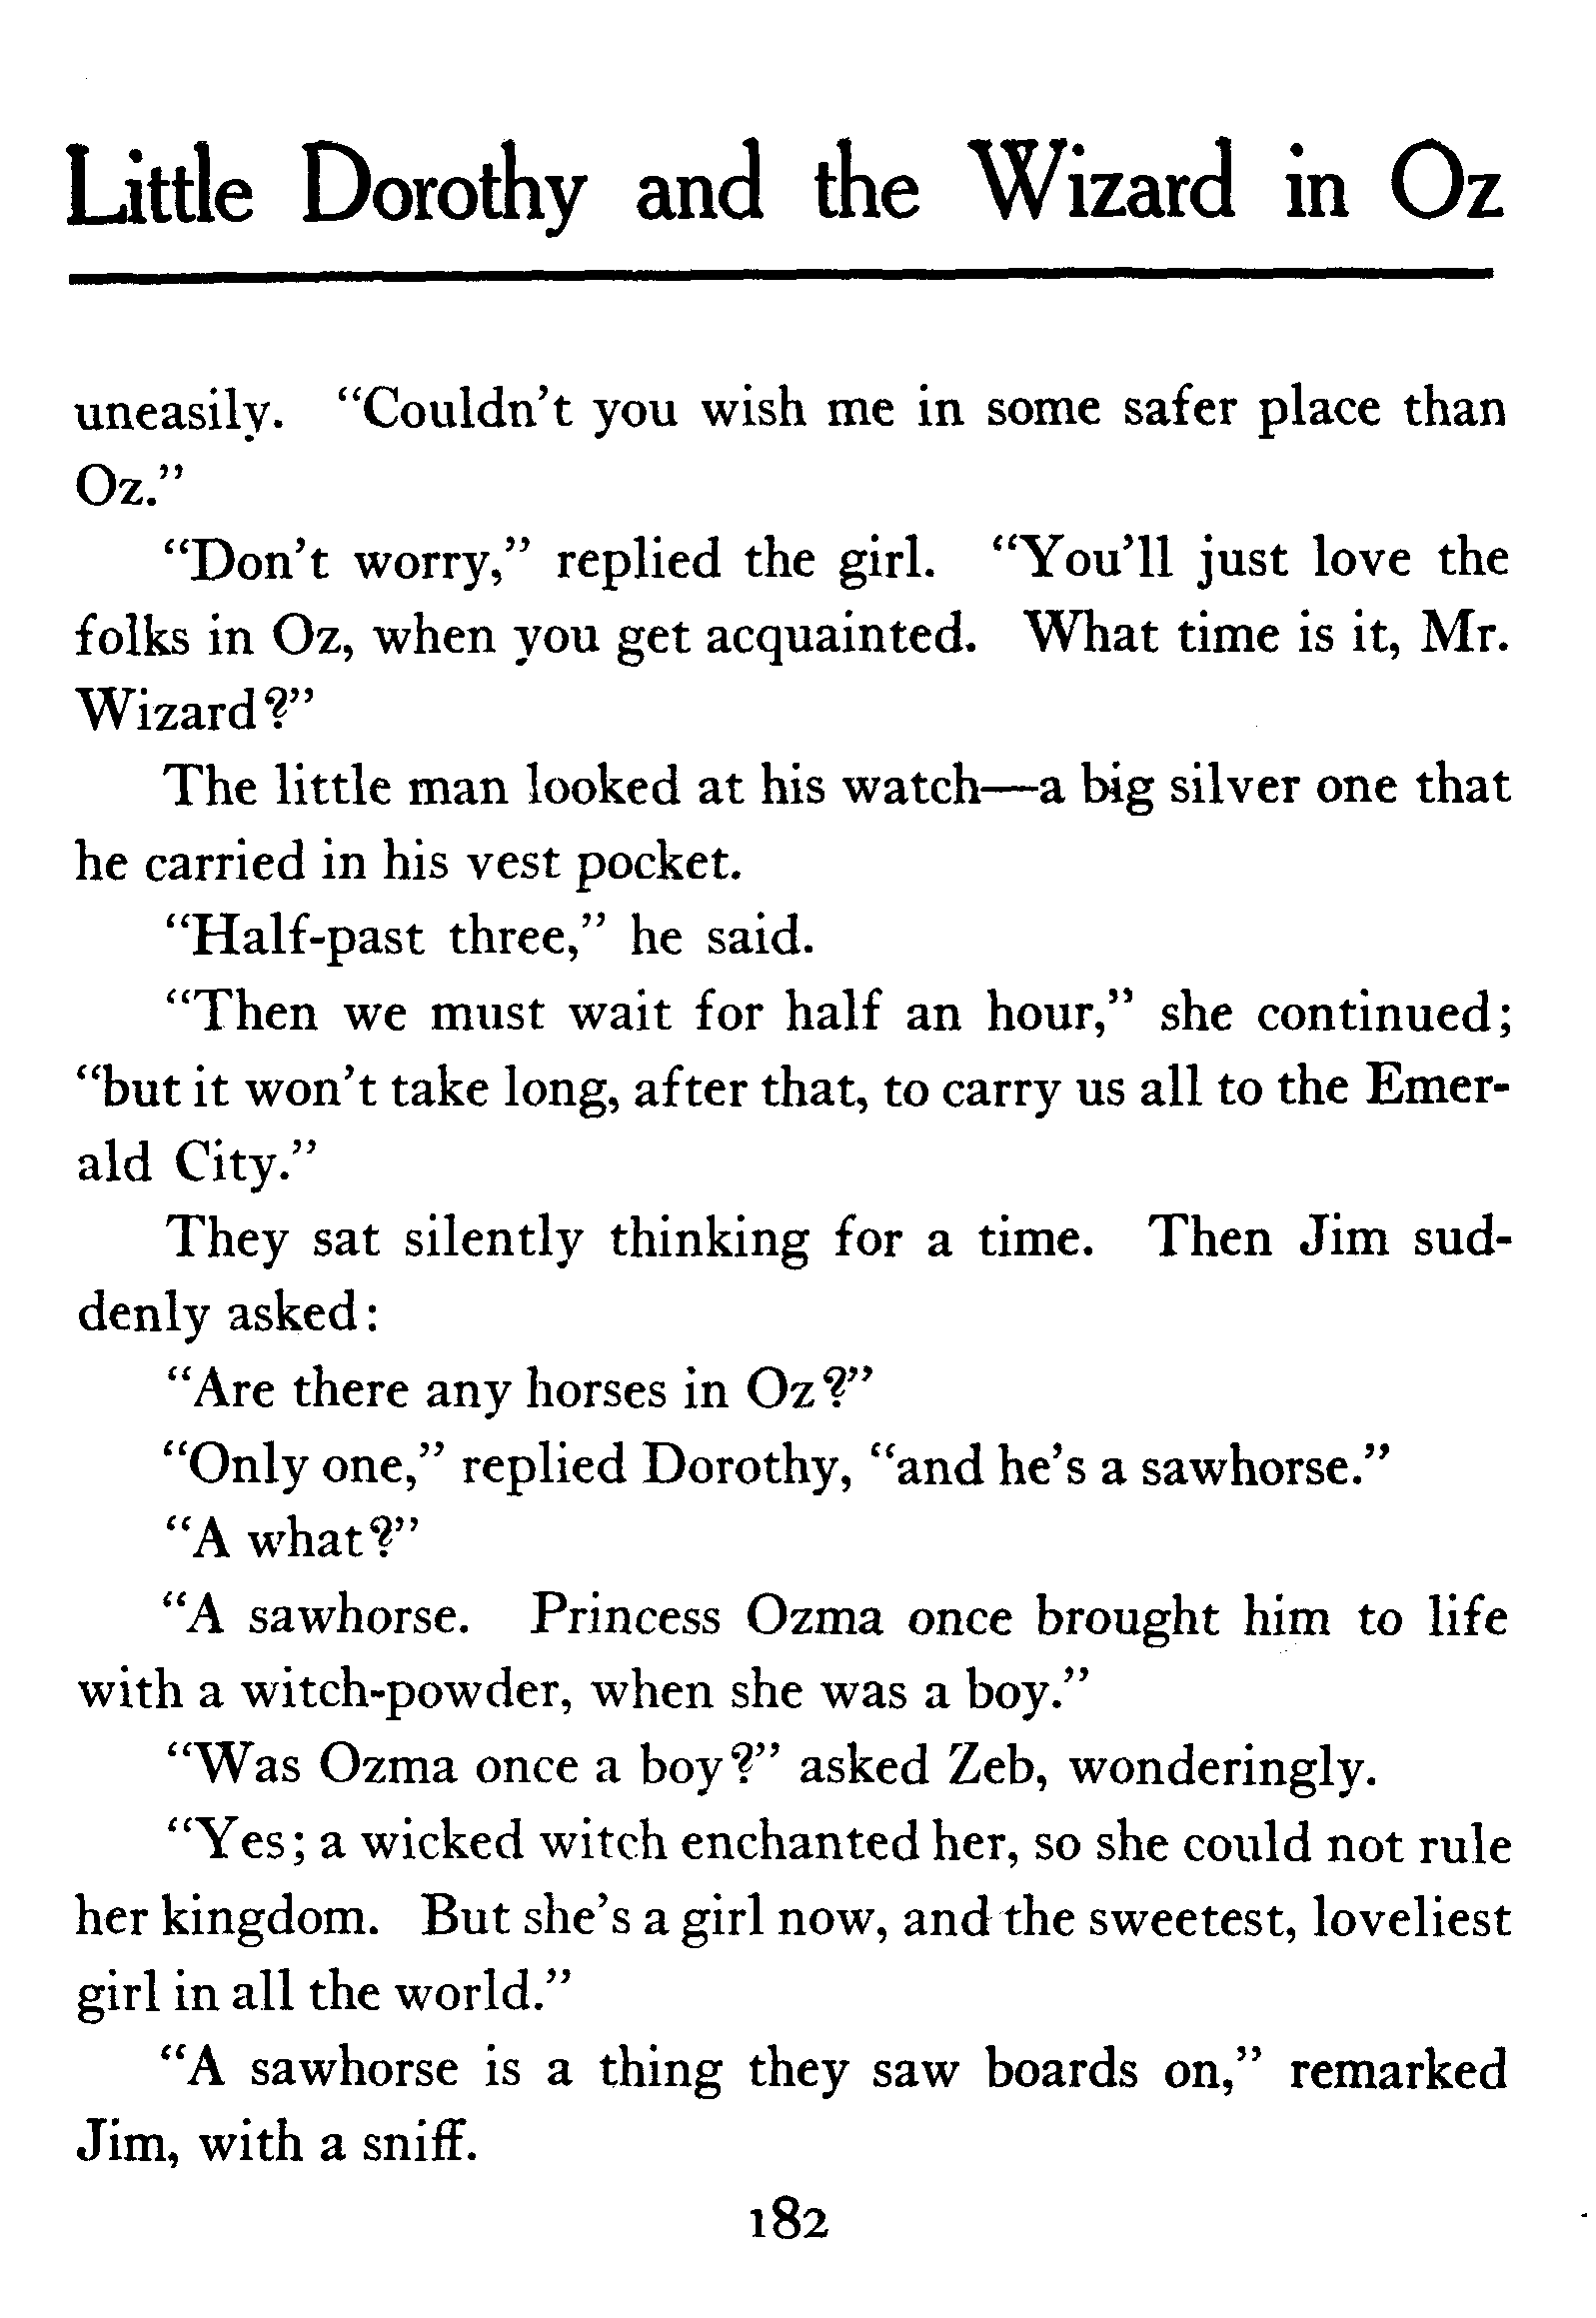 Little Dorothy and the Wizard in Oz
uneasily. “Couldn’t you wish me in some safer place than
Oz.”
“Don’t worry,” replied the girl. “You’ll just love the
folks in Oz, when you get acquainted. What time is it, Mr.
Wizard?”
The little man looked at his watch—a big silver one that
he carried in his vest pocket.
“Half-past three,” he said.
“Then we must wait for half an hour,” she continued;
“but it won’t take long, after that, to carry us all to the Emer-
ald City.”
They sat silently thinking for a time. Then Jim sud-
denly asked:
“Are there any horses in Oz?”
“Only one,” replied Dorothy, “and he’s a sawhorse.”
“A what?”
“A sawhorse. Princess Ozma once brought him to life
with a witch-powder, when she was a boy.”
“Was Ozma once a boy?” asked Zeb, wonderingly.
“Yes; a wicked witch enchanted her, so she could not rule
her kingdom. But she’s a girl now, and the sweetest, loveliest
girl in all the world.”
“A sawhorse is a thing they saw boards on,” remarked
Jim, with a sniff.
182